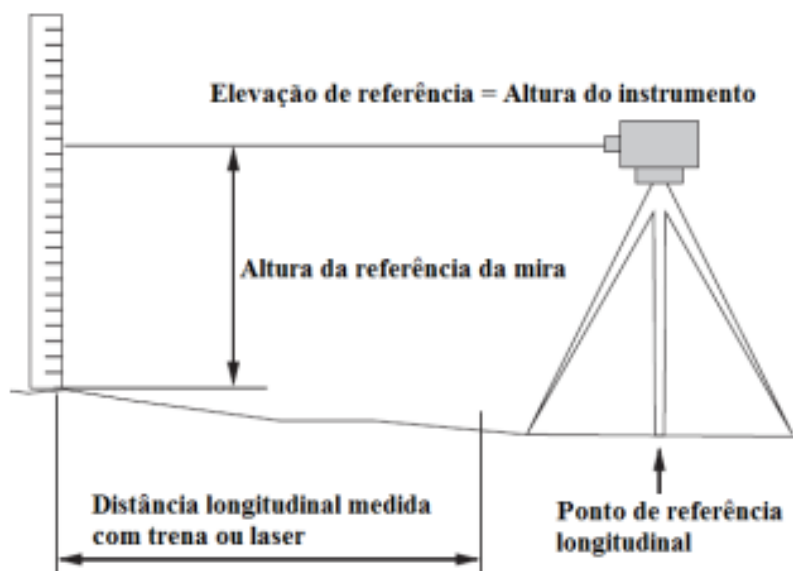 Elevação de referência = Altura do instrumento
Altura da referência da mira
Distância longitudinal medida
com trena ou laser
Ponto de referência
longitudinal